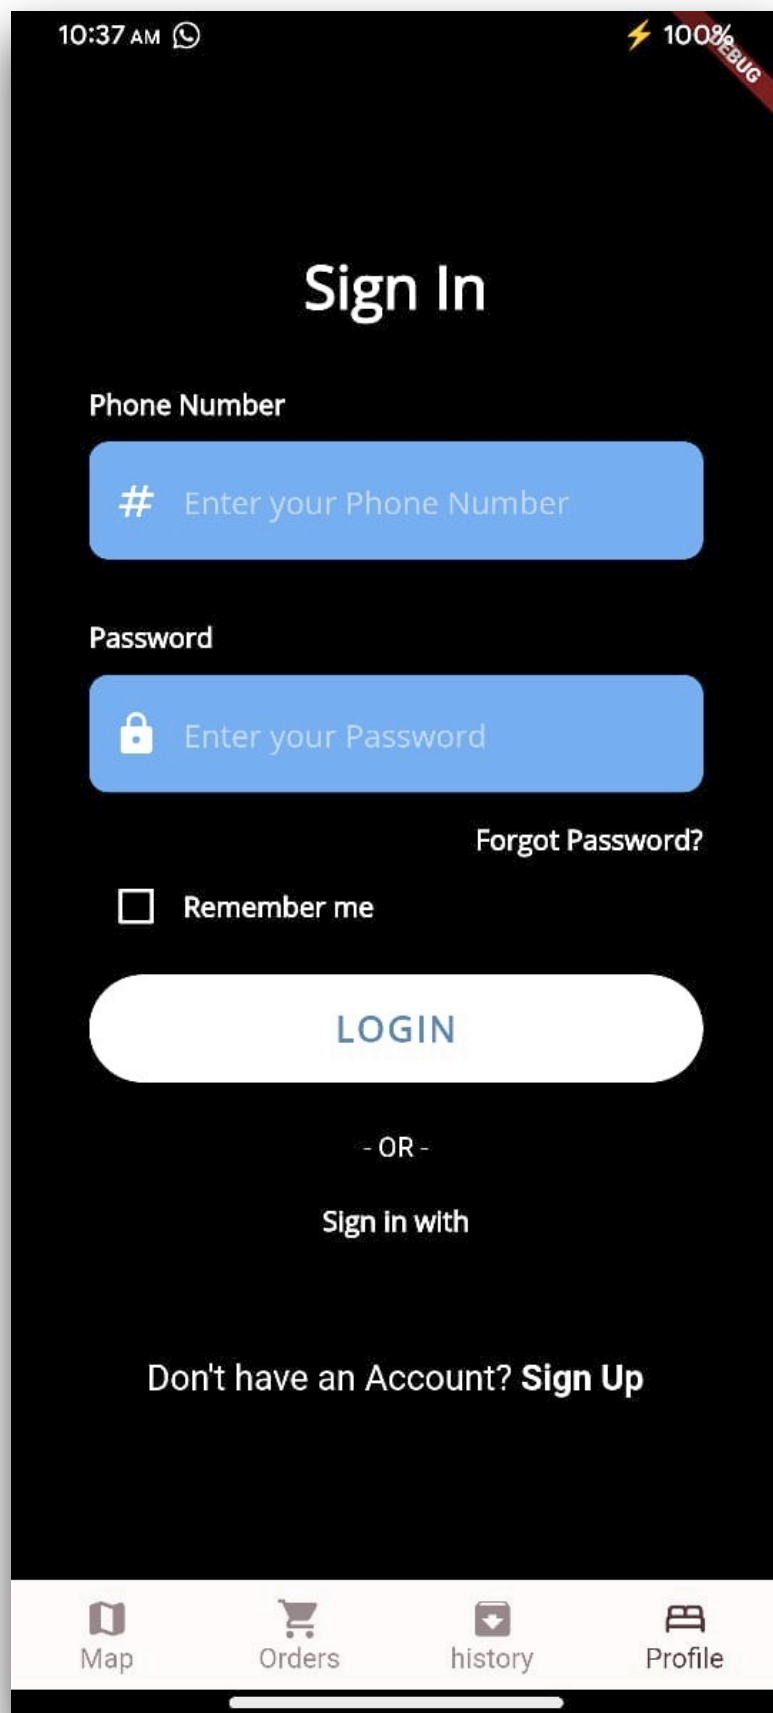 10:37 AM
100%
DEBUG
Sign In
Phone Number
# Enter your Phone Number
Password
Enter your Password
Forgot Password?
Remember me
LOGIN
- OR -
Sign in with
Don't have an Account? Sign Up
Map Orders history Profile